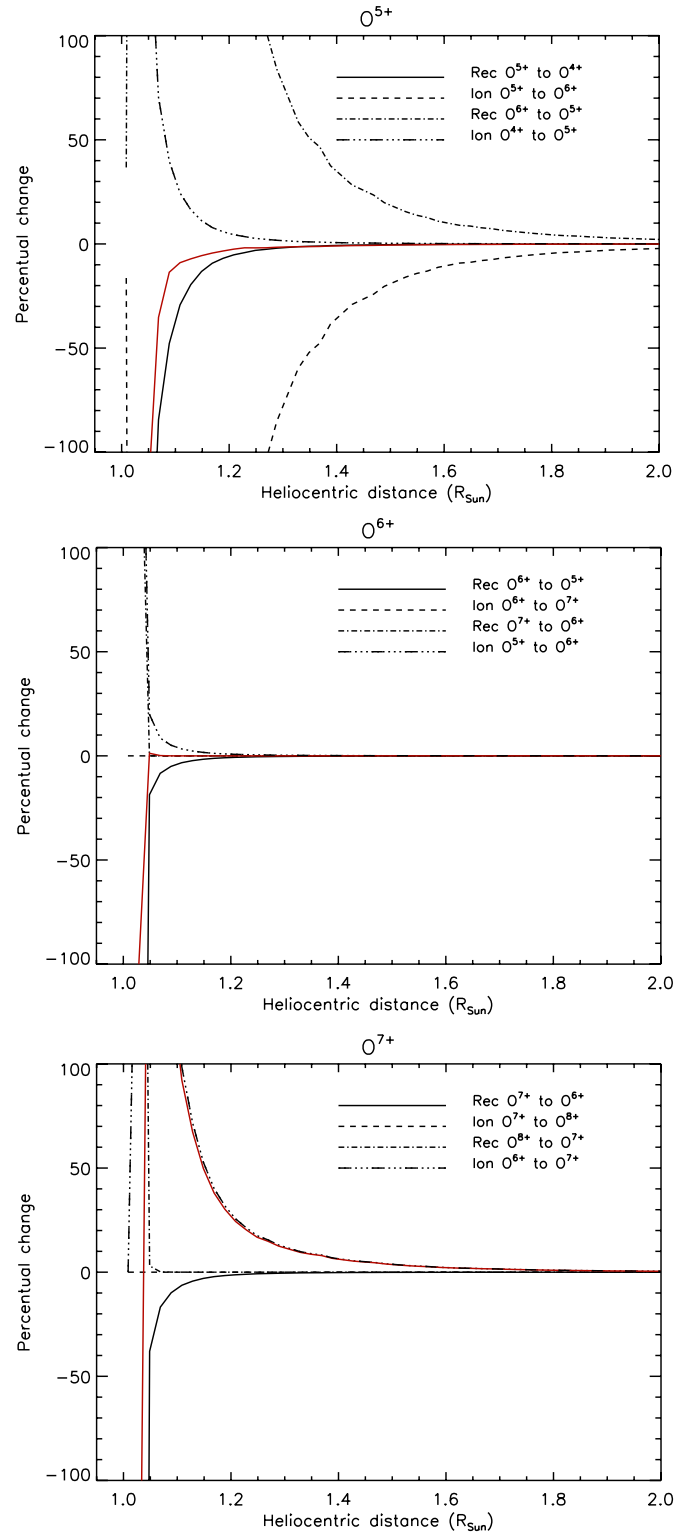 O⁵⁺
Rec O⁵⁺ to O⁴⁺
Ion O⁵⁺ to O⁶⁺
Rec O⁶⁺ to O⁵⁺
Ion O⁴⁺ to O⁵⁺
100
50
0
-50
-100
Percentual change
1.0 1.2 1.4 1.6 1.8 2.0
Heliocentric distance (R_Sun)
O⁶⁺
Rec O⁶⁺ to O⁵⁺
Ion O⁶⁺ to O⁷⁺
Rec O⁷⁺ to O⁶⁺
Ion O⁵⁺ to O⁶⁺
100
50
0
-50
-100
Percentual change
1.0 1.2 1.4 1.6 1.8 2.0
Heliocentric distance (R_Sun)
O⁷⁺
Rec O⁷⁺ to O⁶⁺
Ion O⁷⁺ to O⁸⁺
Rec O⁸⁺ to O⁷⁺
Ion O⁶⁺ to O⁷⁺
100
50
0
-50
-100
Percentual change
1.0 1.2 1.4 1.6 1.8 2.0
Heliocentric distance (R_Sun)